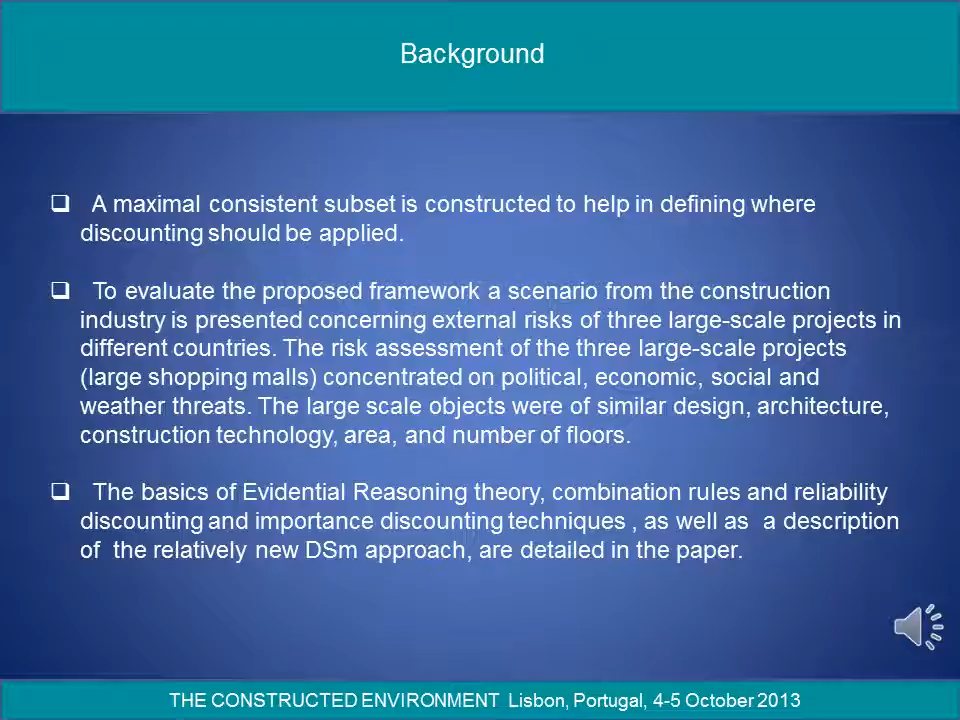 Background
A maximal consistent subset is constructed to help in defining where
discounting should be applied.
To evaluate the proposed framework a scenario from the construction
industry is presented concerning external risks of three large-scale projects in
different countries. The risk assessment of the three large-scale projects
(large shopping malls) concentrated on political, economic, social and
weather threats. The large scale objects were of similar design, architecture,
construction technology, area, and number of floors.
The basics of Evidential Reasoning theory, combination rules and reliability
discounting and importance discounting techniques , as well as  a description
of  the relatively new DSm approach, are detailed in the paper.
THE CONSTRUCTED ENVIRONMENT  Lisbon, Portugal, 4-5 October 2013